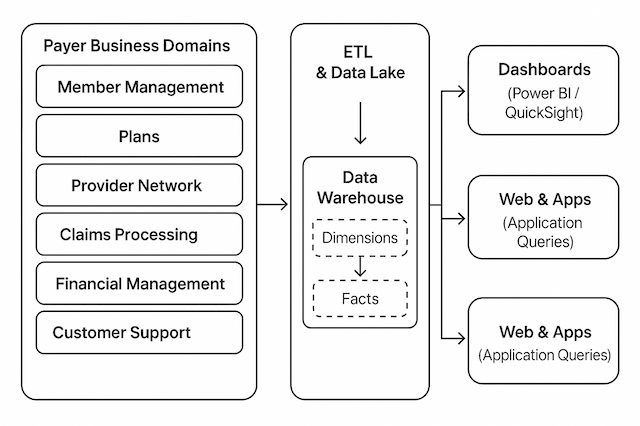 Payer Business Domains
Member Management
Plans
Provider Network
Claims Processing
Financial Management
Customer Support
ETL
& Data Lake
Data
Warehouse
Dimensions
Facts
Dashboards
(Power BI /
QuickSight)
Web & Apps
(Application
Queries)
Web & Apps
(Application Queries)